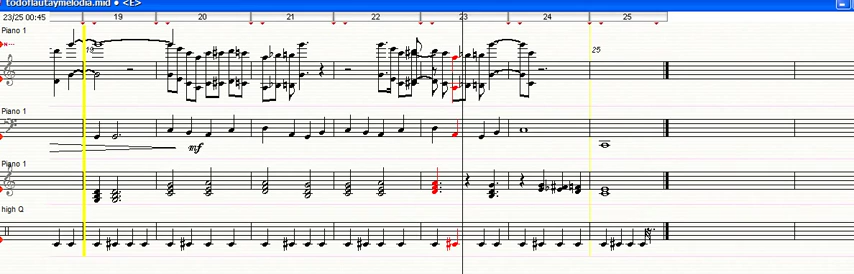 todoflautaymelodia.mid ● <E>
23/25 00:45 19 20 21 22 23 24 25
Piano 1
19 25
Piano 1
mf
Piano 1
high Q